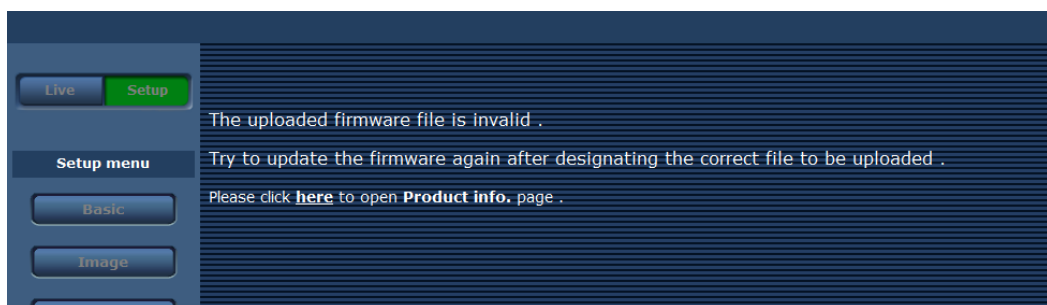 Live
Setup
The uploaded firmware file is invalid .
Setup menu
Try to update the firmware again after designating the correct file to be uploaded .
Basic
Please click here to open Product info. page .
Image